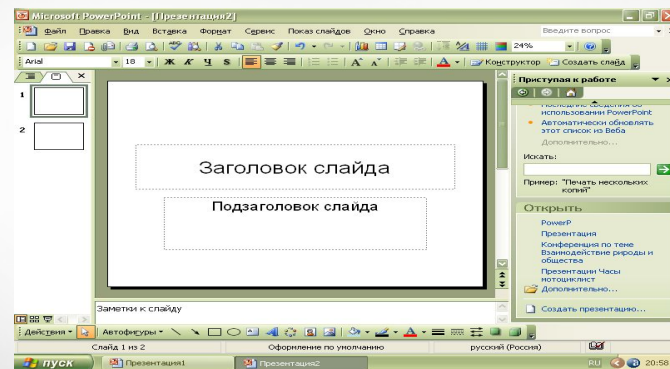 Microsoft PowerPoint - [Презентация2]
Файл Правка Вид Вставка Формат Сервис Показ слайдов Окно Справка Введите вопрос
24%
Arial 18 Ж К Ч S Конструктор Создать слайд
Приступая к работе
1
2
Заголовок слайда
Подзаголовок слайда
использовании PowerPoint
Автоматически обновлять
этот список из Веба
Дополнительно...
Искать:
Пример: "Печать нескольких
копий"
Открыть
PowerP
Презентация
Конференция по теме
Взаимодействие природы и
общества
Презентации Часы
мотоциклист
Дополнительно...
Создать презентацию...
Заметки к слайду
Действия Автофигуры
Слайд 1 из 2 Оформление по умолчанию русский (Россия)
пуск Презентация1 Презентация2 RU 20:58